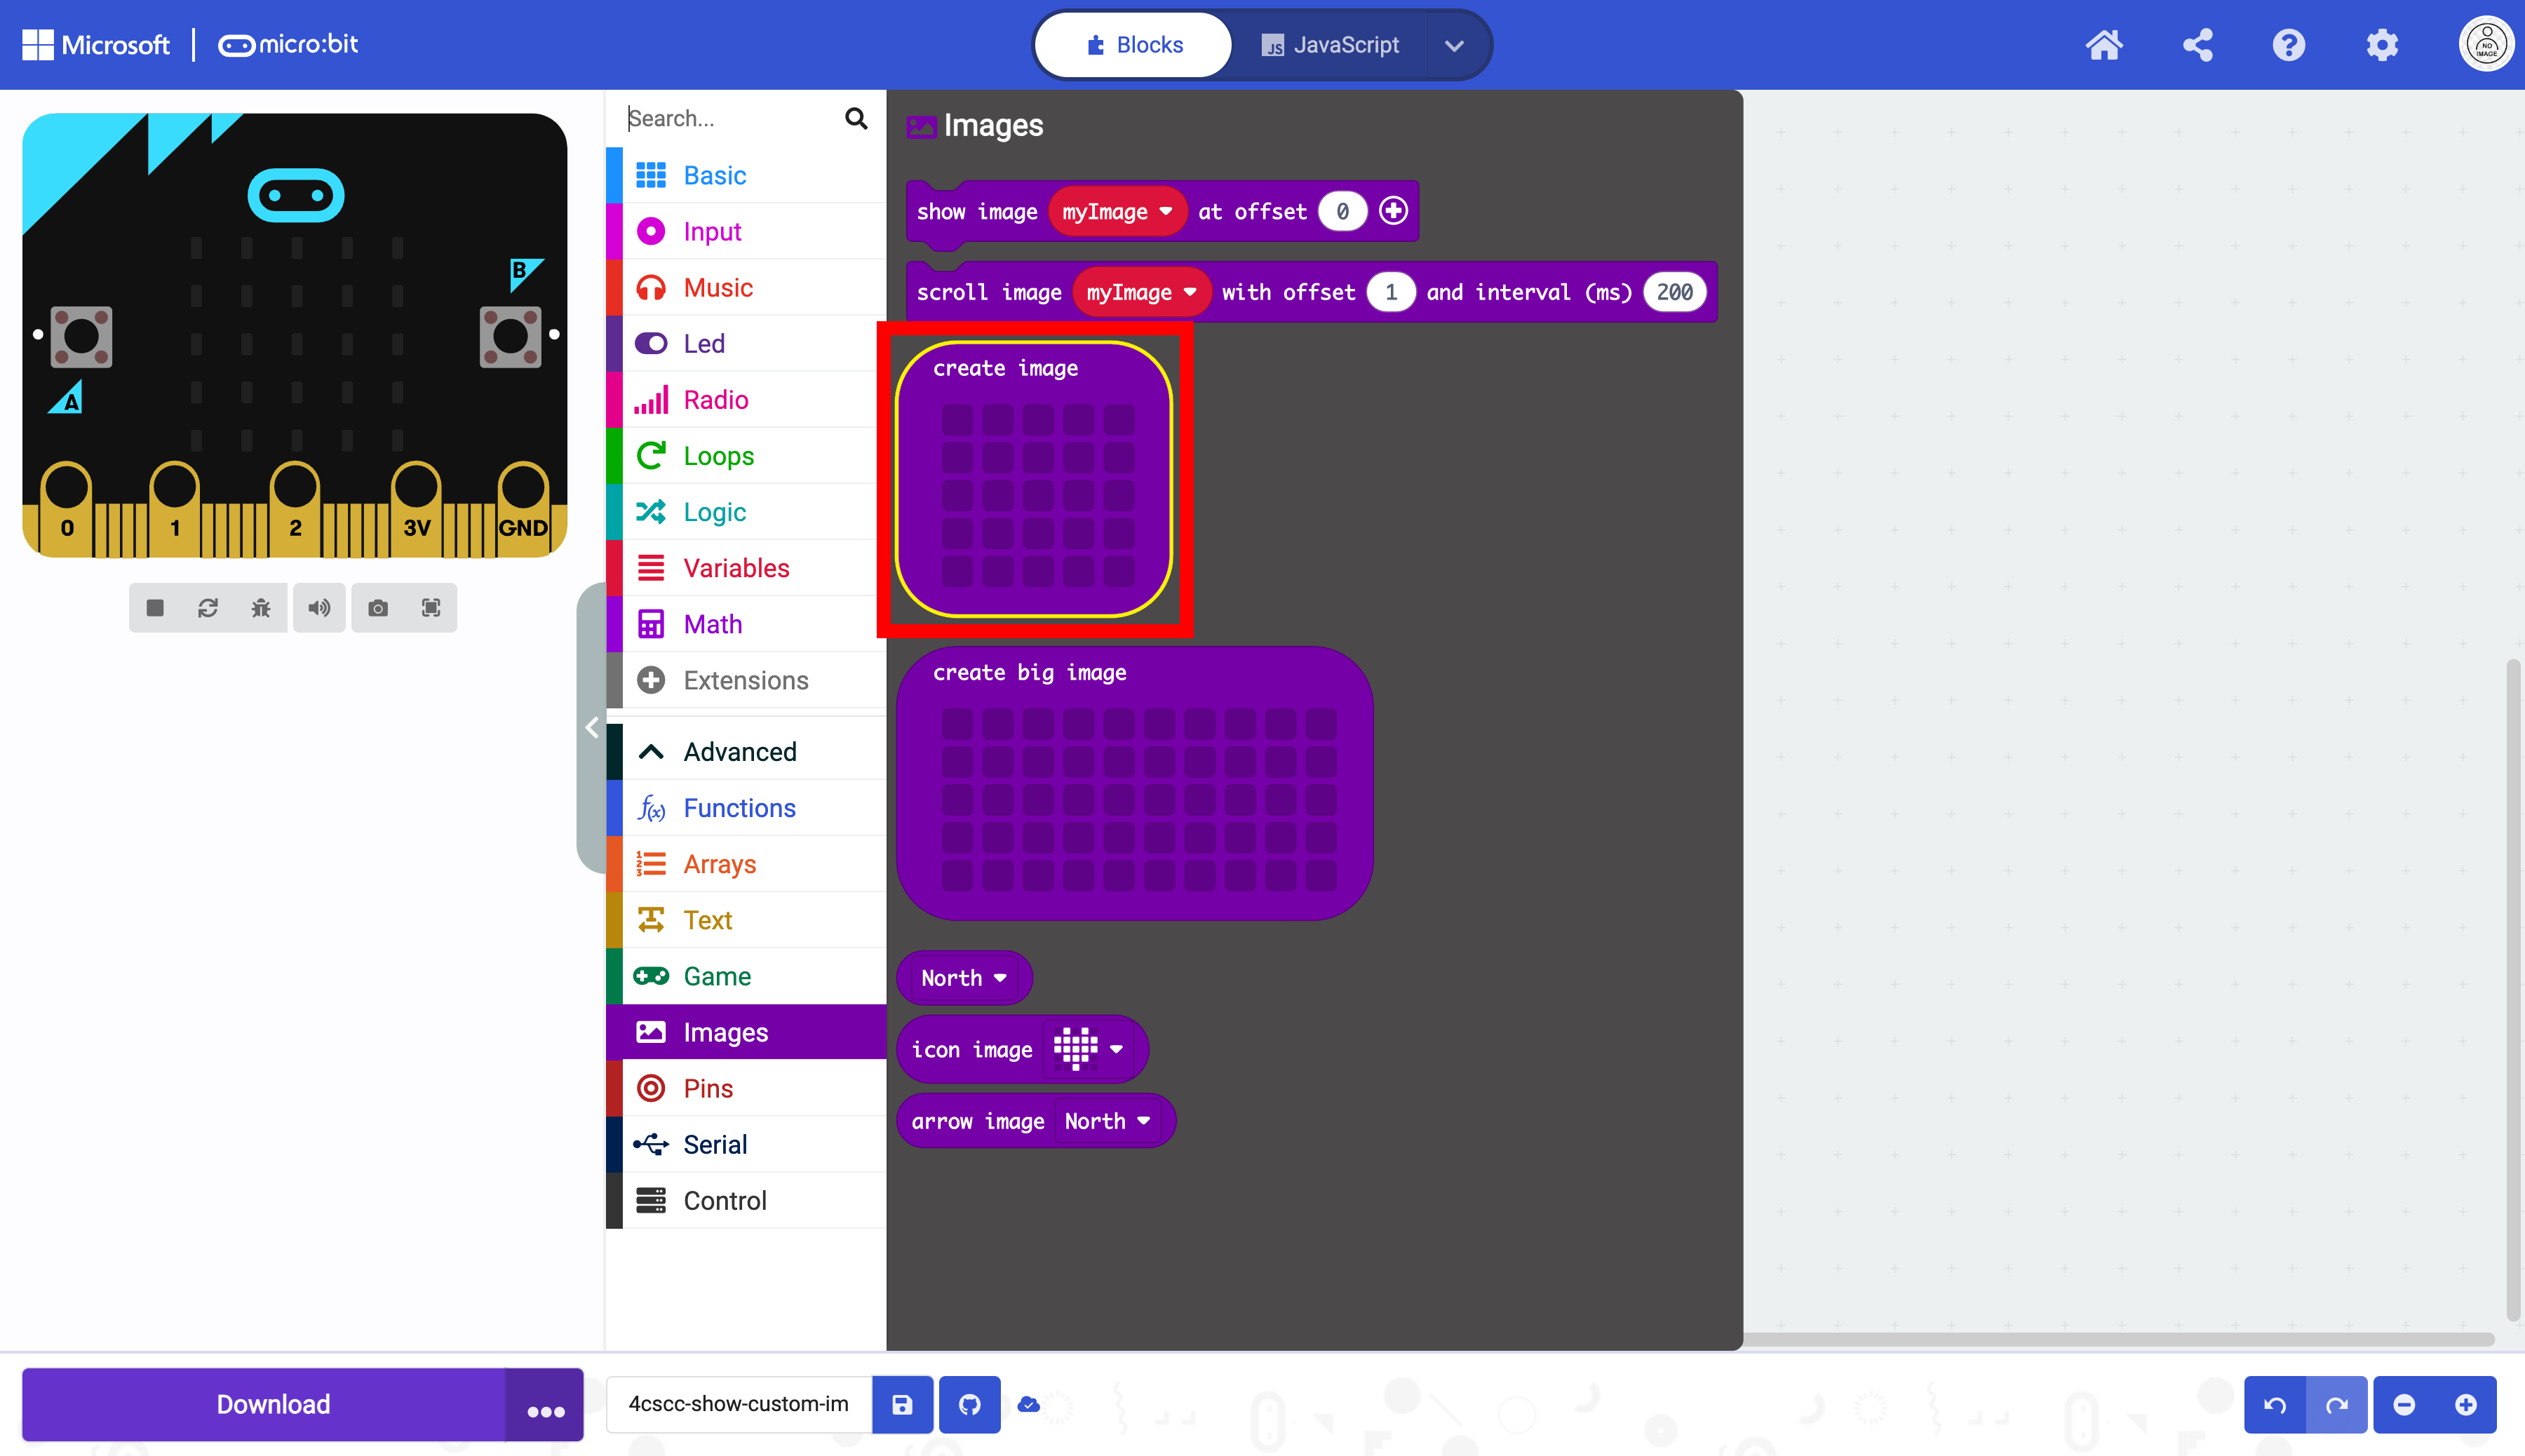 Microsoft | micro:bit
Blocks
JS JavaScript
NO IMAGE
B
A
0 1 2 3V GND
Search...
Basic
Input
Music
Led
Radio
Loops
Logic
Variables
Math
Extensions
Advanced
f(x) Functions
Arrays
Text
Game
Images
Pins
Serial
Control
Images
show image myImage at offset 0
scroll image myImage with offset 1 and interval (ms) 200
create image
create big image
North
icon image
arrow image North
Download
4cscc-show-custom-im